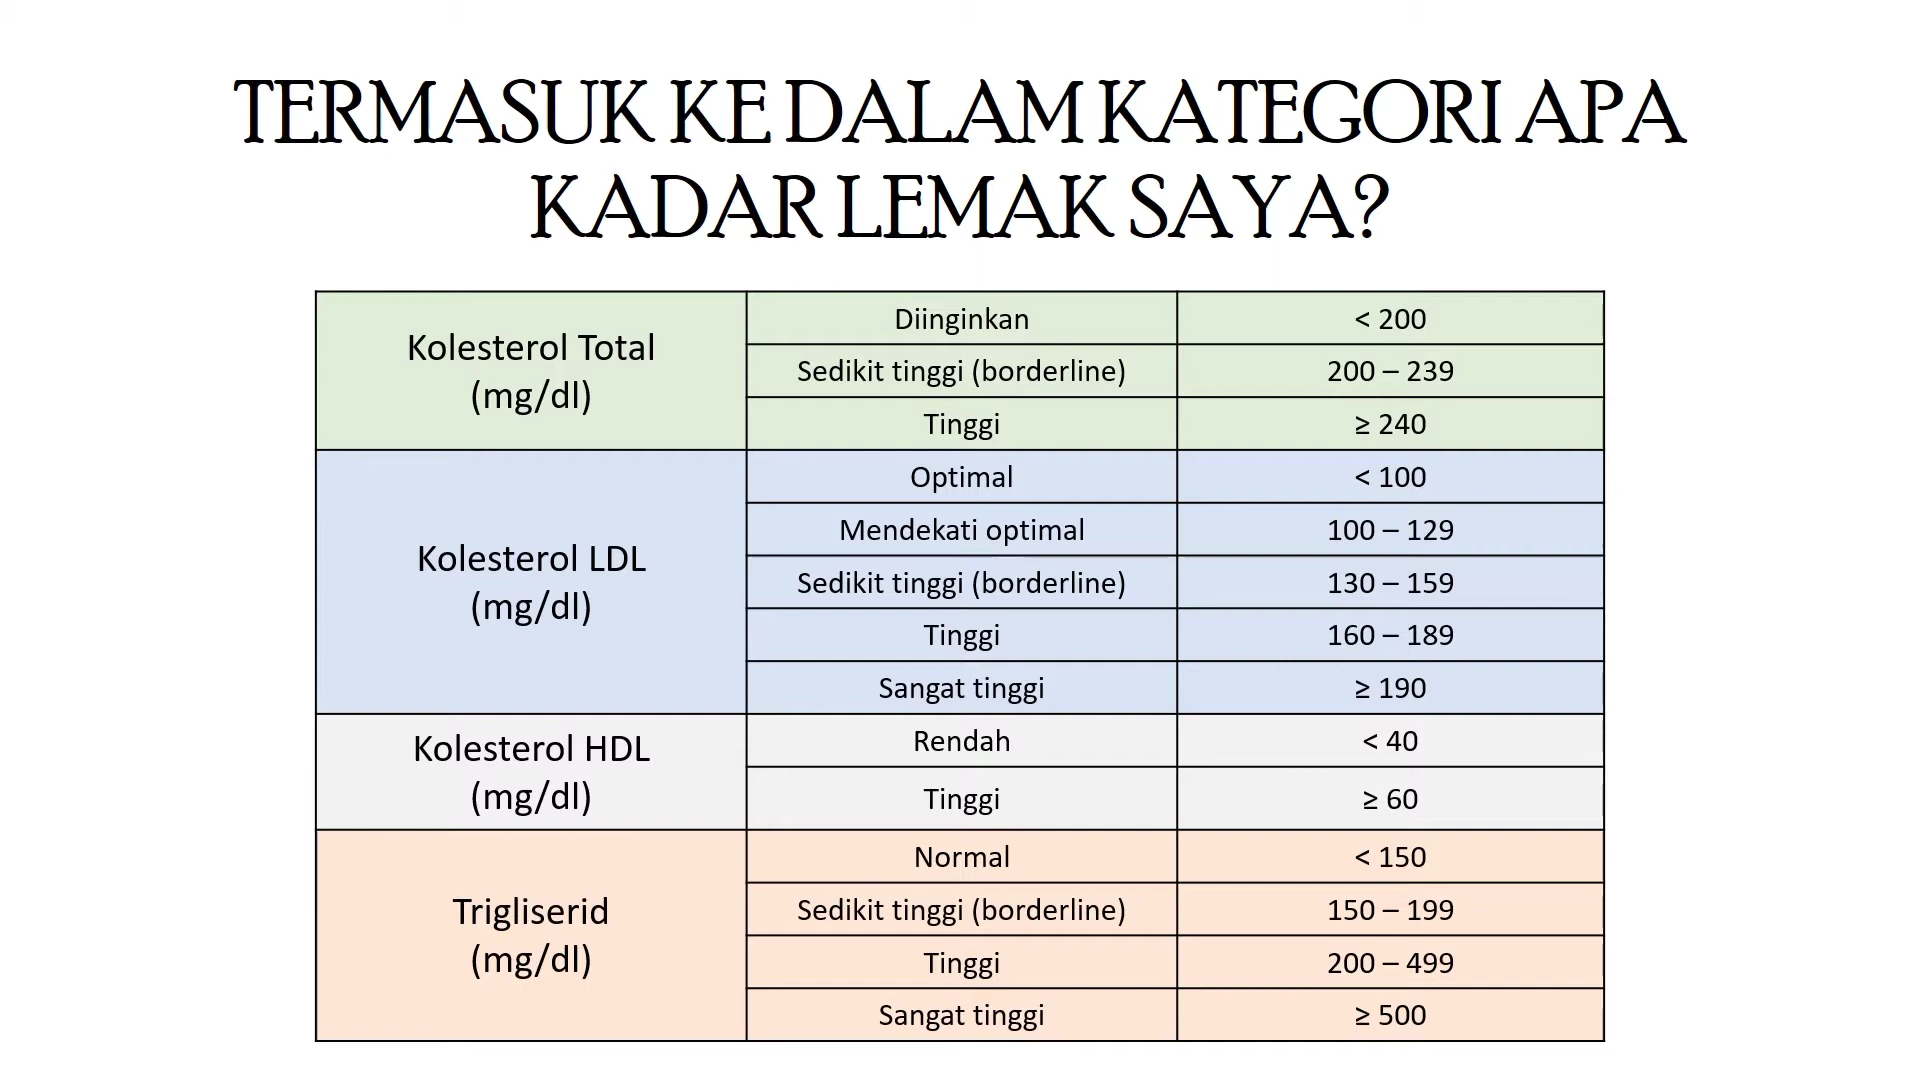 TERMASUK KE DALAM KATEGORI APA
KADAR LEMAK SAYA?
Kolesterol Total
(mg/dl)
Diinginkan < 200
Sedikit tinggi (borderline) 200 – 239
Tinggi ≥ 240
Kolesterol LDL
(mg/dl)
Optimal < 100
Mendekati optimal 100 – 129
Sedikit tinggi (borderline) 130 – 159
Tinggi 160 – 189
Sangat tinggi ≥ 190
Kolesterol HDL
(mg/dl)
Rendah < 40
Tinggi ≥ 60
Trigliserid
(mg/dl)
Normal < 150
Sedikit tinggi (borderline) 150 – 199
Tinggi 200 – 499
Sangat tinggi ≥ 500